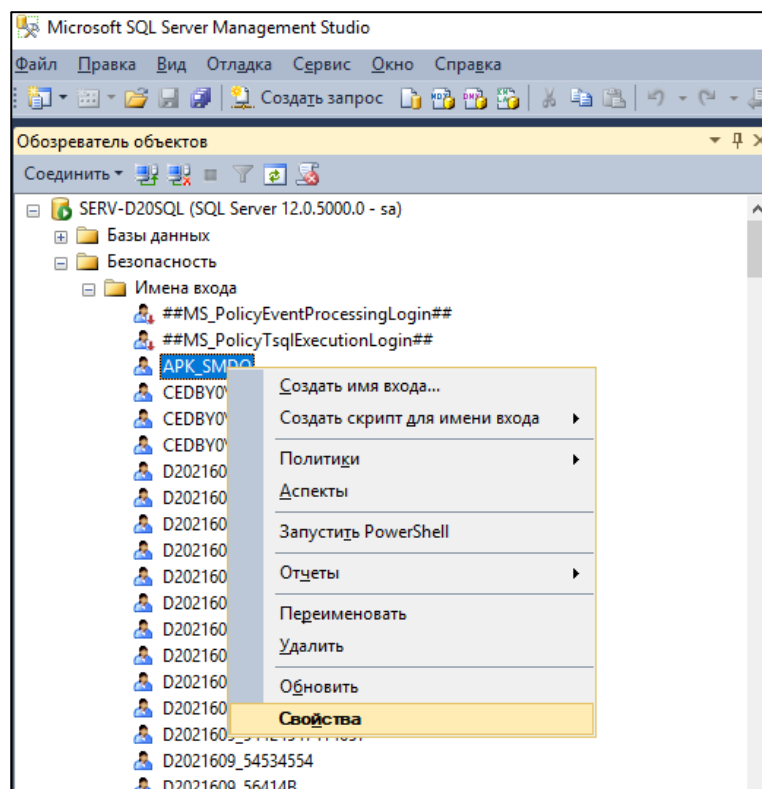 Microsoft SQL Server Management Studio
Файл Правка Вид Отладка Сервис Окно Справка
Создать запрос
Обозреватель объектов
Соединить
SERV-D20SQL (SQL Server 12.0.5000.0 - sa)
Базы данных
Безопасность
Имена входа
##MS_PolicyEventProcessingLogin##
##MS_PolicyTsqlExecutionLogin##
APK_SMDO
CEDBY0
CEDBY0
CEDBY0
D202160
D202160
D202160
D202160
D202160
D202160
D202160
D202160
D202160
D202160
D2021609_54534554
D2021609_56414B
Создать имя входа...
Создать скрипт для имени входа
Политики
Аспекты
Запустить PowerShell
Отчеты
Переименовать
Удалить
Обновить
Свойства